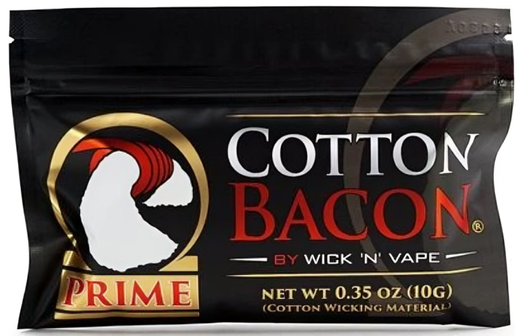 COTTON
BACON®
BY WICK 'N' VAPE
PRIME
NET WT 0.35 OZ (10G)
(COTTON WICKING MATERIAL)